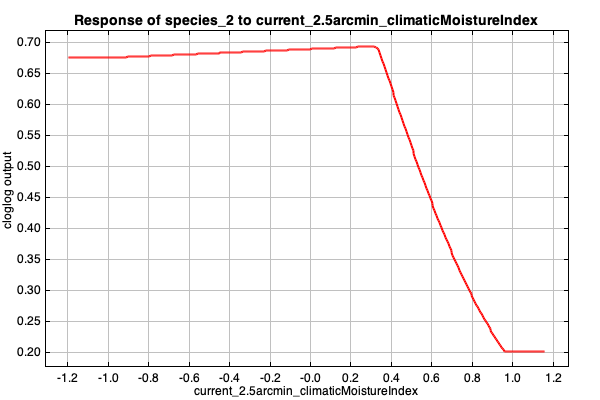 Response of species_2 to current_2.5arcmin_climaticMoistureIndex
cloglog output
0.70
0.65
0.60
0.55
0.50
0.45
0.40
0.35
0.30
0.25
0.20
-1.2 -1.0 -0.8 -0.6 -0.4 -0.2 -0.0 0.2 0.4 0.6 0.8 1.0 1.2
current_2.5arcmin_climaticMoistureIndex